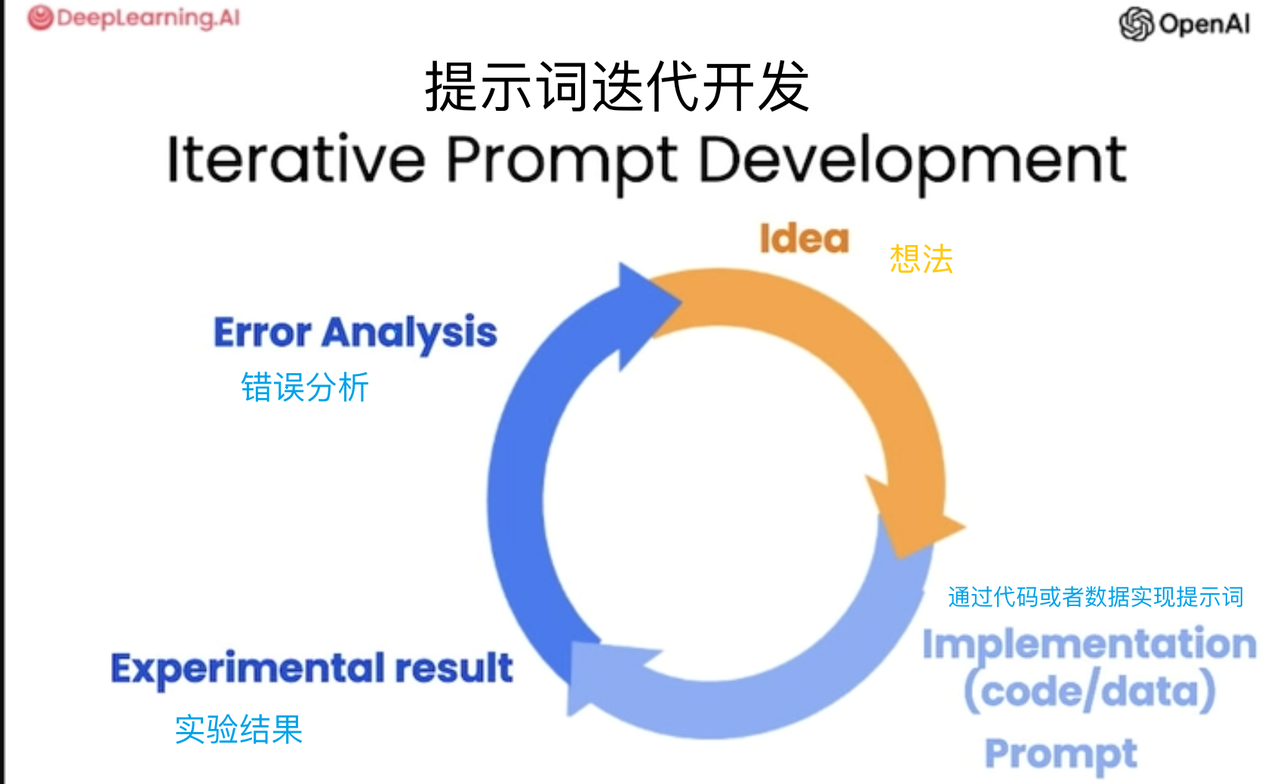 DeepLearning.AI
OpenAI
提示词迭代开发
Iterative Prompt Development
Idea
想法
Error Analysis
错误分析
通过代码或者数据实现提示词
Implementation
(code/data)
Prompt
Experimental result
实验结果